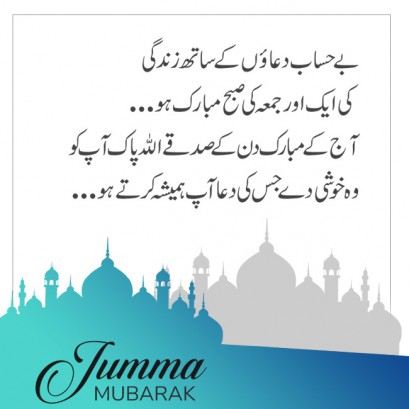 بے حساب دعاؤں کے ساتھ زندگی
کی ایک اور جمعہ کی صبح مبارک ہو...
آج کے مبارک دن کے صدقے اللہ پاک آپ کو
وہ خوشی دے جس کی دعا آپ ہمیشہ کرتے ہو...
Jumma
MUBARAK